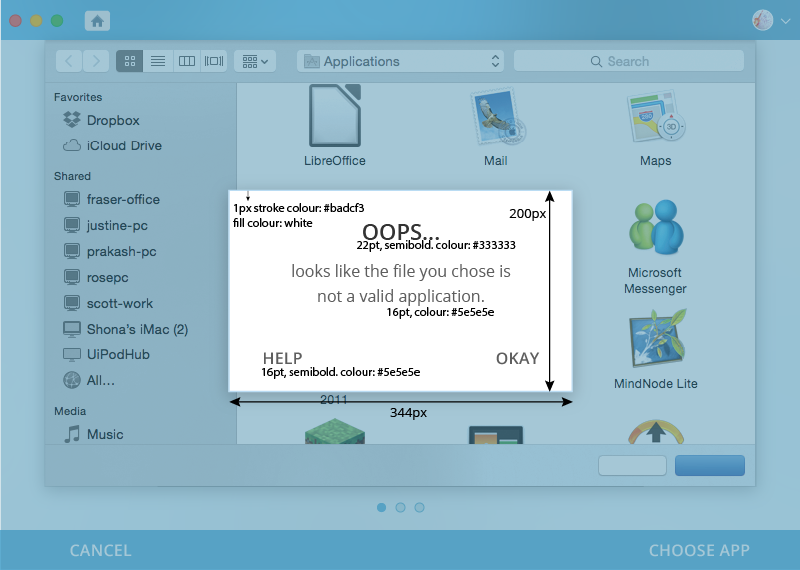 Applications
Search
Favorites
Dropbox
iCloud Drive
Shared
fraser-office
justine-pc
prakash-pc
rosepc
scott-work
Shona's iMac (2)
UiPodHub
All...
Media
Music
LibreOffice
Mail
Maps
280
3D
Microsoft
Messenger
MindNode Lite
1px stroke colour: #badcf3
fill colour: white
200px
OOPS...
22pt, semibold. colour: #333333
looks like the file you chose is
not a valid application.
16pt, colour: #5e5e5e
HELP
OKAY
16pt, semibold. colour: #5e5e5e
2011
344px
CANCEL
CHOOSE APP